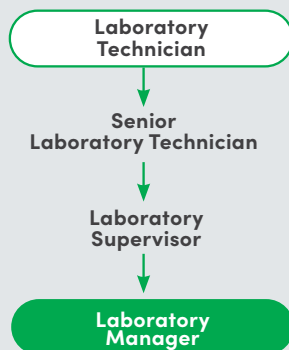 Laboratory
Technician
Senior
Laboratory Technician
Laboratory
Supervisor
Laboratory
Manager